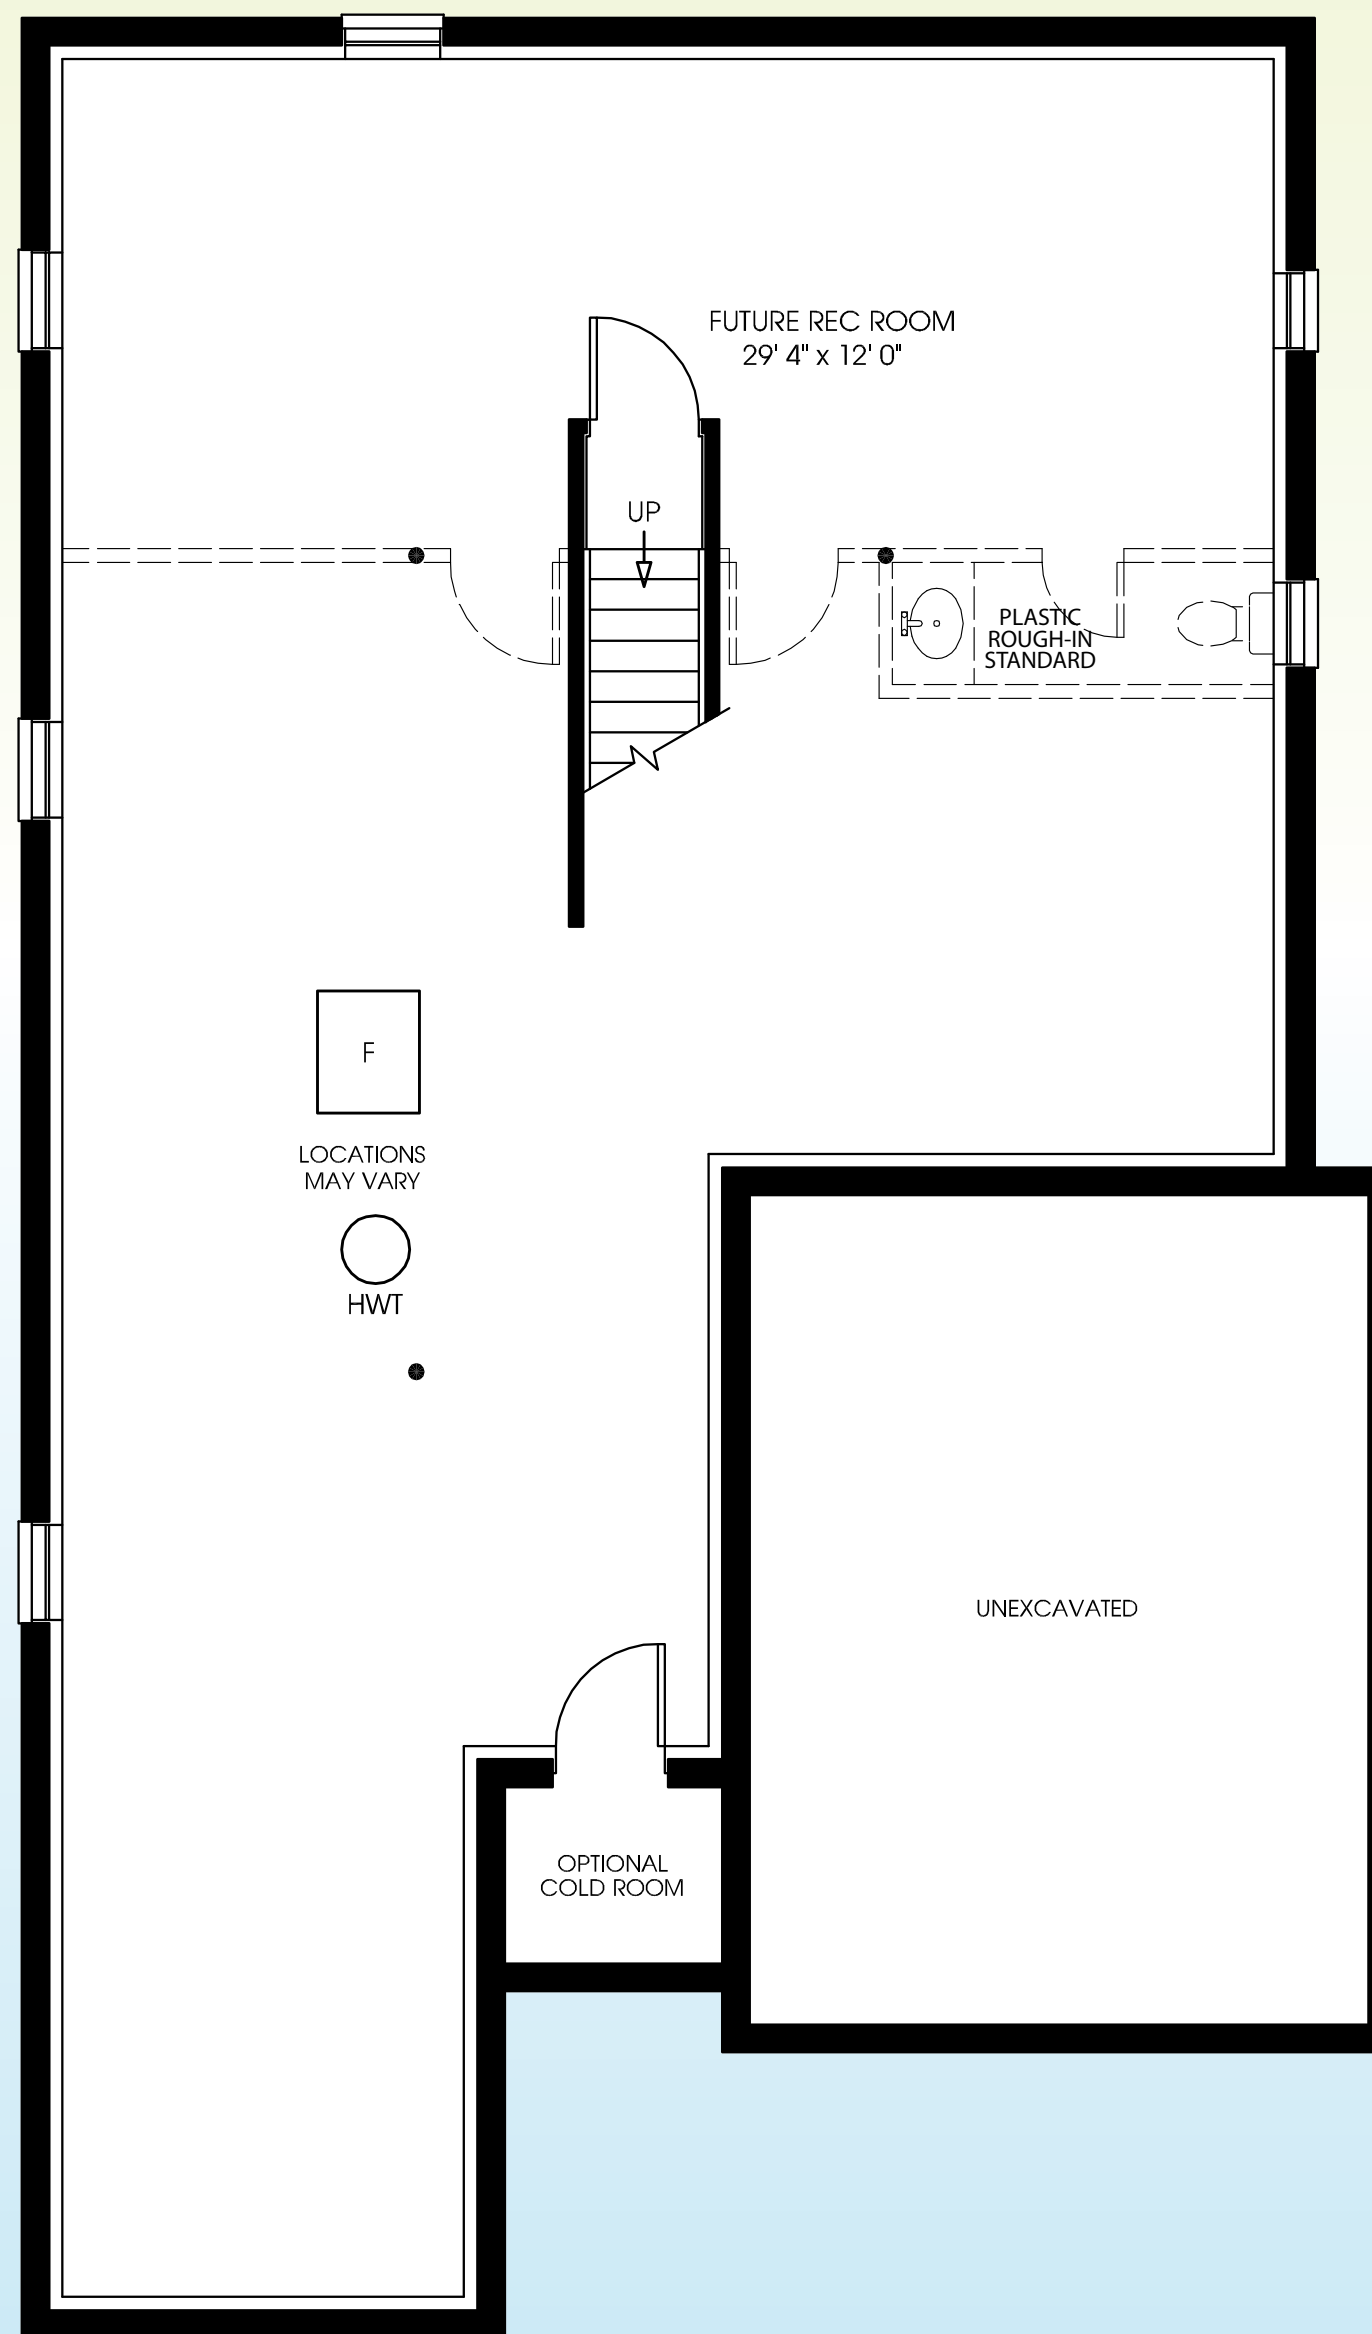 FUTURE REC ROOM
29' 4" x 12' 0"
UP
PLASTIC
ROUGH-IN
STANDARD
F
LOCATIONS
MAY VARY
HWT
UNEXCAVATED
OPTIONAL
COLD ROOM